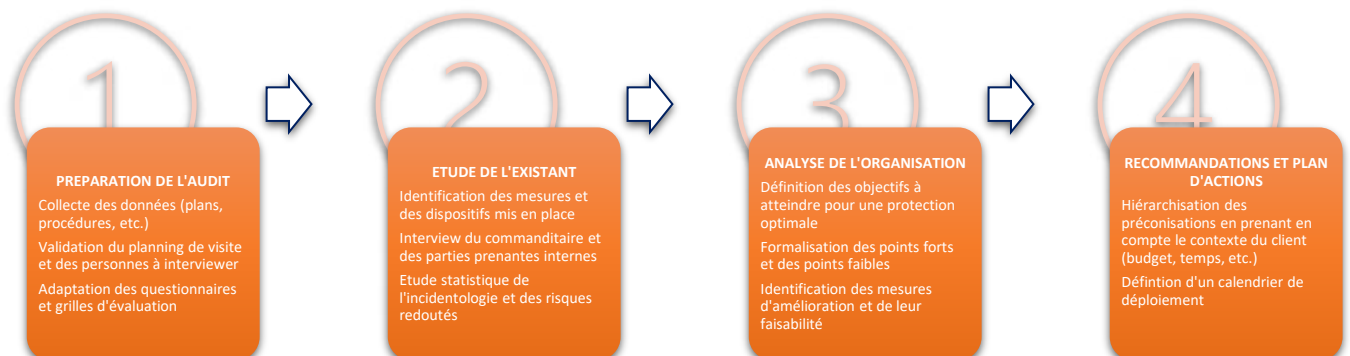 1
PREPARATION DE L'AUDIT
Collecte des données (plans,
procédures, etc.)
Validation du planning de visite
et des personnes à interviewer
Adaptation des questionnaires
et grilles d'évaluation
2
ETUDE DE L'EXISTANT
Identification des mesures et
des dispositifs mis en place
Interview du commanditaire et
des parties prenantes internes
Etude statistique de
l'incidentologie et des risques
redoutés
3
ANALYSE DE L'ORGANISATION
Définition des objectifs à
atteindre pour une protection
optimale
Formalisation des points forts
et des points faibles
Identification des mesures
d'amélioration et de leur
faisabilité
4
RECOMMANDATIONS ET PLAN
D'ACTIONS
Hiérarchisation des
préconisations en prenant en
compte le contexte du client
(budget, temps, etc.)
Défintion d'un calendrier de
déploiement